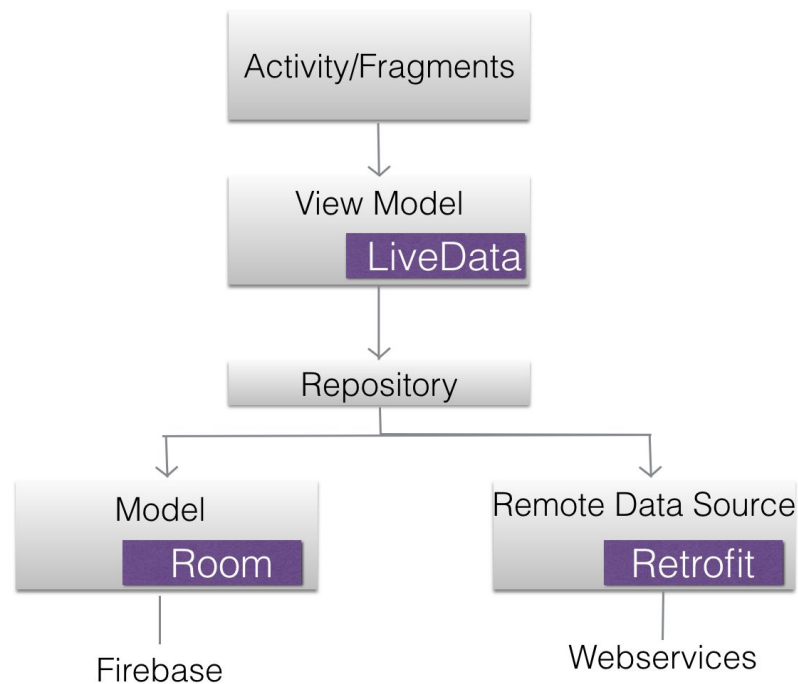 Activity/Fragments
View Model
LiveData
Repository
Model
Room
Remote Data Source
Retrofit
Firebase
Webservices